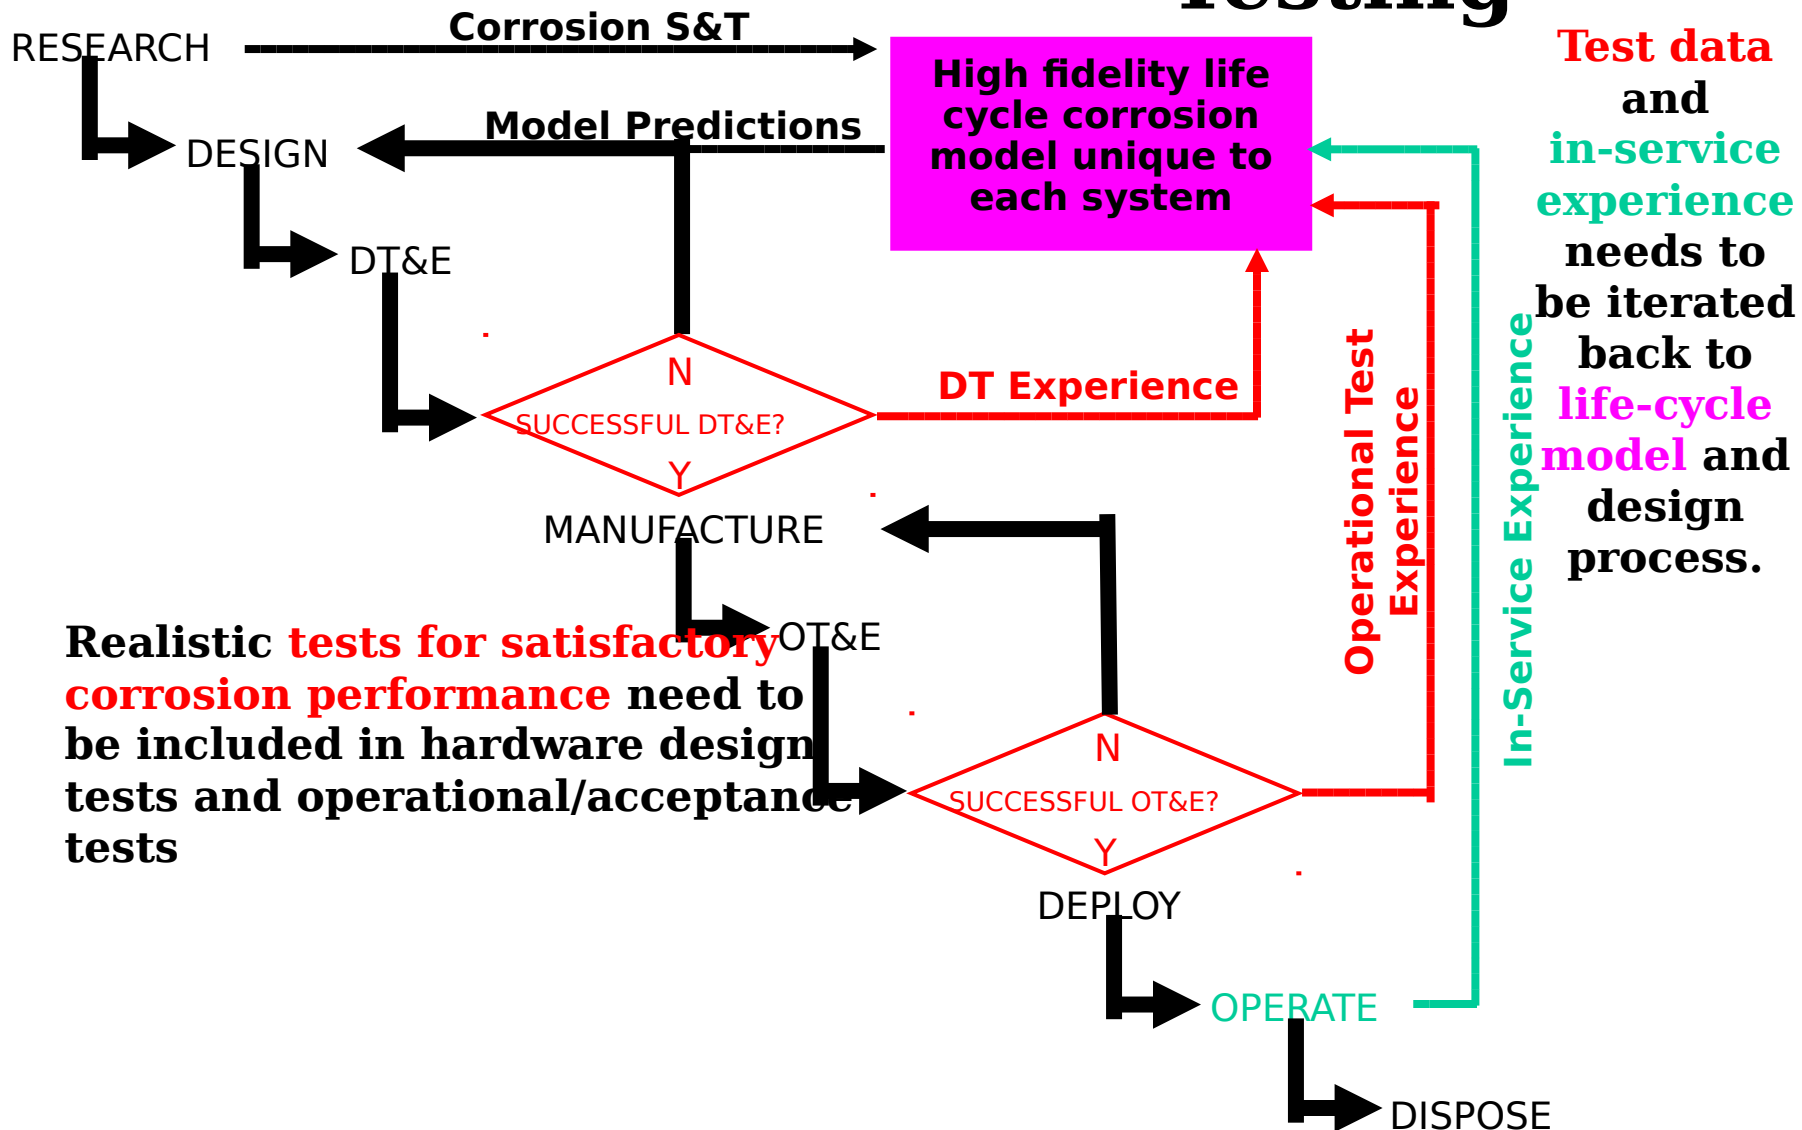 Testing
Corrosion S&T
RESEARCH
High fidelity life
cycle corrosion
model unique to
each system
Test data
and
in-service
experience
needs to
be iterated
back to
life-cycle
model and
design
process.
Model Predictions
DESIGN
DT&E
N
SUCCESSFUL DT&E?
Y
DT Experience
Operational Test
Experience
In-Service Experience
MANUFACTURE
OT&E
Realistic tests for satisfactory
corrosion performance need to
be included in hardware design
tests and operational/acceptance
tests
N
SUCCESSFUL OT&E?
Y
DEPLOY
OPERATE
DISPOSE